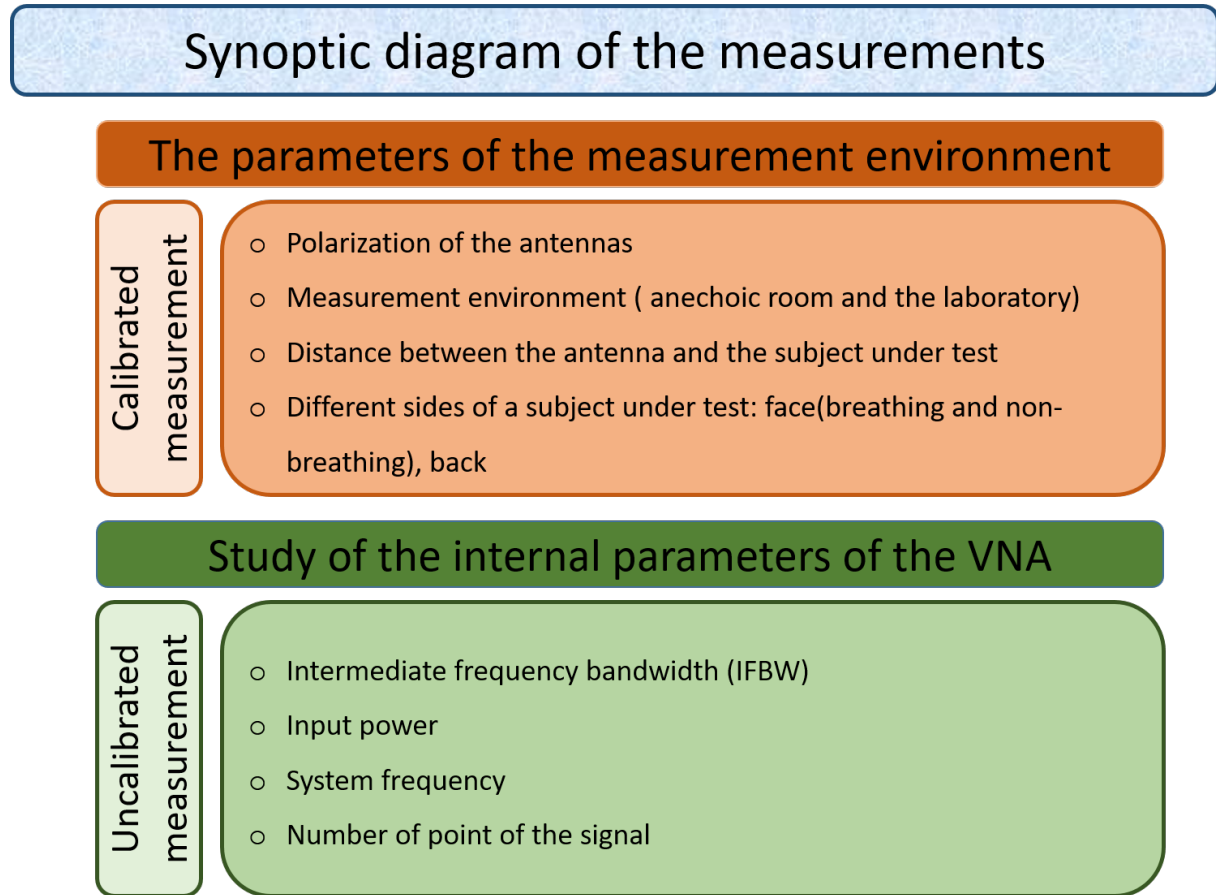 Synoptic diagram of the measurements
The parameters of the measurement environment
Calibrated
measurement
o Polarization of the antennas
o Measurement environment ( anechoic room and the laboratory)
o Distance between the antenna and the subject under test
o Different sides of a subject under test: face(breathing and non-
breathing), back
Study of the internal parameters of the VNA
Uncalibrated
measurement
o Intermediate frequency bandwidth (IFBW)
o Input power
o System frequency
o Number of point of the signal